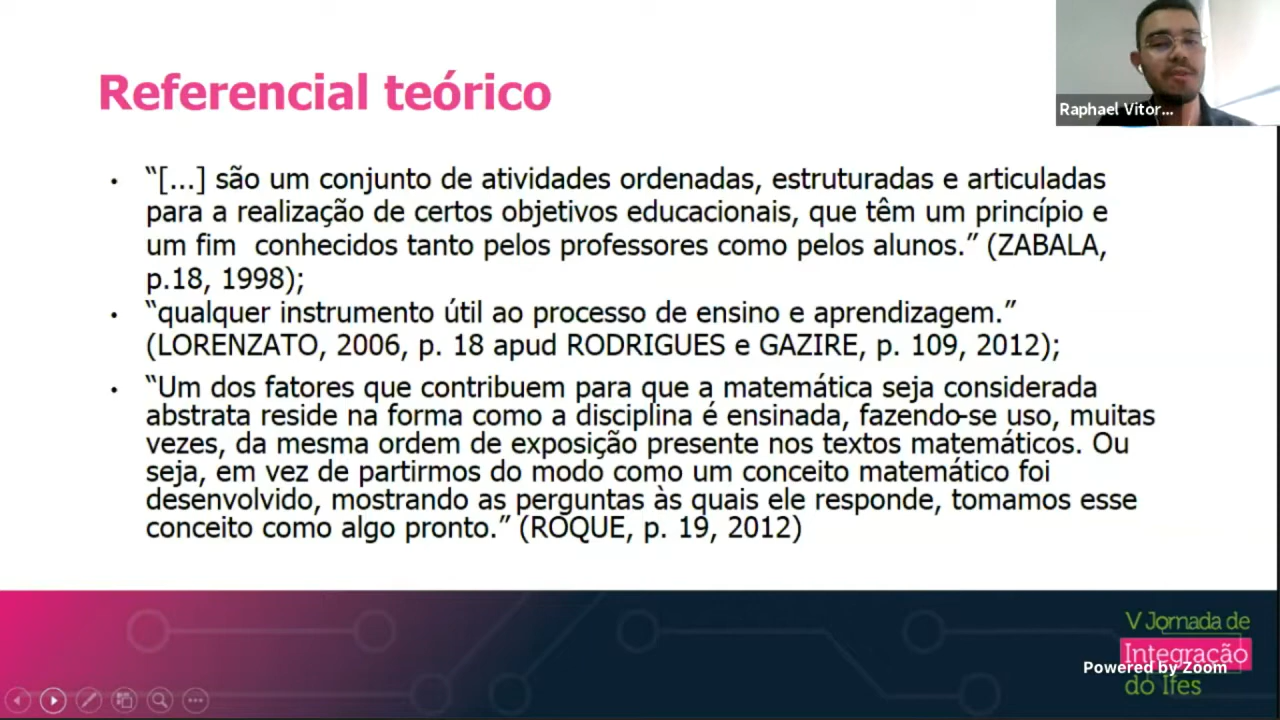 Referencial teórico
Raphael Vitor...
• “[...] são um conjunto de atividades ordenadas, estruturadas e articuladas
para a realização de certos objetivos educacionais, que têm um princípio e
um fim  conhecidos tanto pelos professores como pelos alunos.” (ZABALA,
p.18, 1998);
• “qualquer instrumento útil ao processo de ensino e aprendizagem.”
(LORENZATO, 2006, p. 18 apud RODRIGUES e GAZIRE, p. 109, 2012);
• “Um dos fatores que contribuem para que a matemática seja considerada
abstrata reside na forma como a disciplina é ensinada, fazendo-se uso, muitas
vezes, da mesma ordem de exposição presente nos textos matemáticos. Ou
seja, em vez de partirmos do modo como um conceito matemático foi
desenvolvido, mostrando as perguntas às quais ele responde, tomamos esse
conceito como algo pronto.” (ROQUE, p. 19, 2012)
V Jornada de
Integração
Powered by Zoom
do Ifes